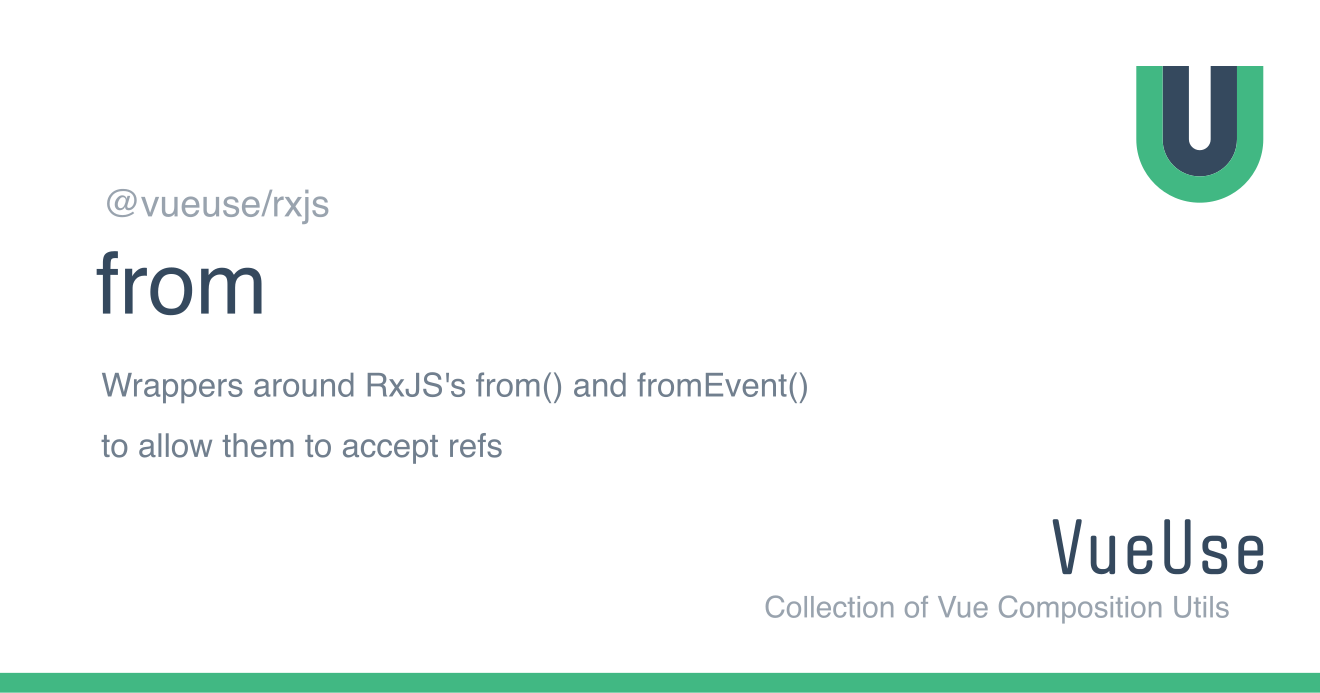 @vueuse/rxjs
from
Wrappers around RxJS's from() and fromEvent()
to allow them to accept refs
VueUse
Collection of Vue Composition Utils